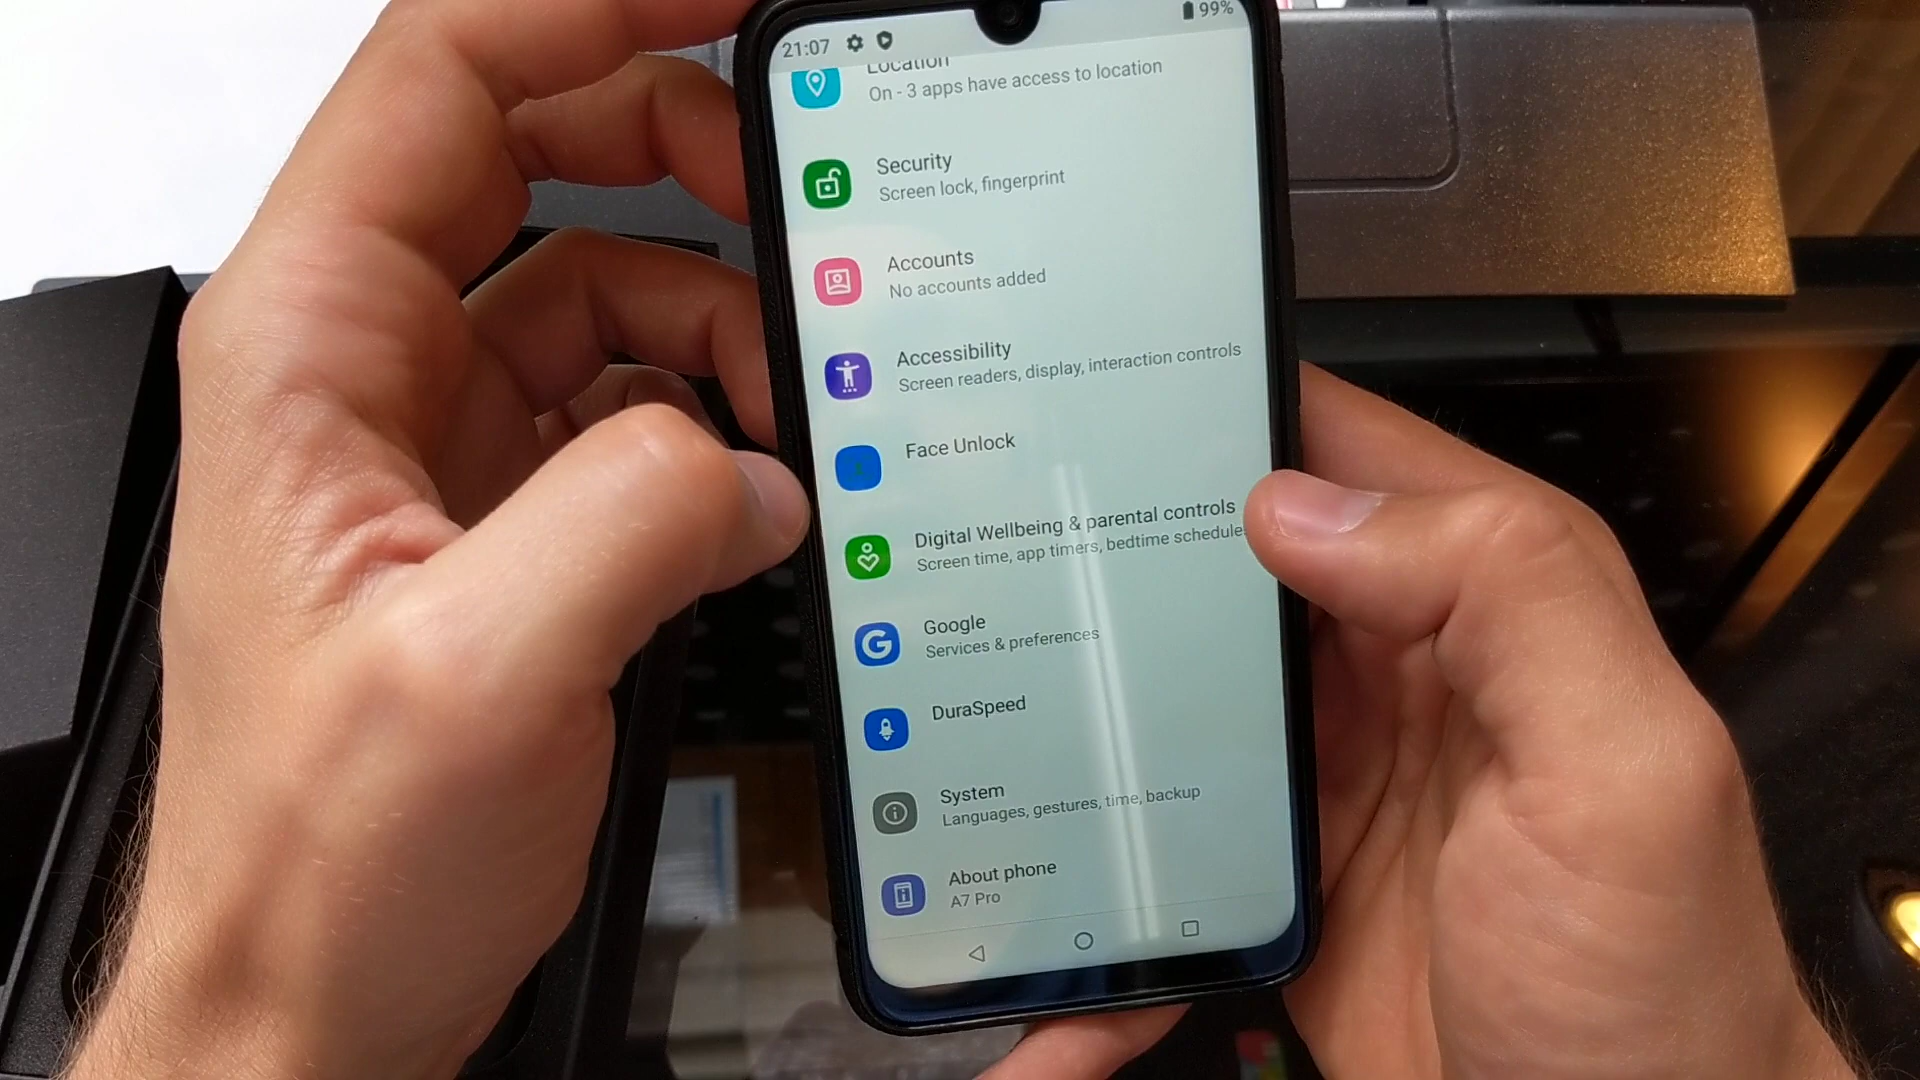 21:07 99%
Location
On - 3 apps have access to location
Security
Screen lock, fingerprint
Accounts
No accounts added
Accessibility
Screen readers, display, interaction controls
Face Unlock
Digital Wellbeing & parental controls
Screen time, app timers, bedtime schedule
Google
Services & preferences
DuraSpeed
System
Languages, gestures, time, backup
About phone
A7 Pro